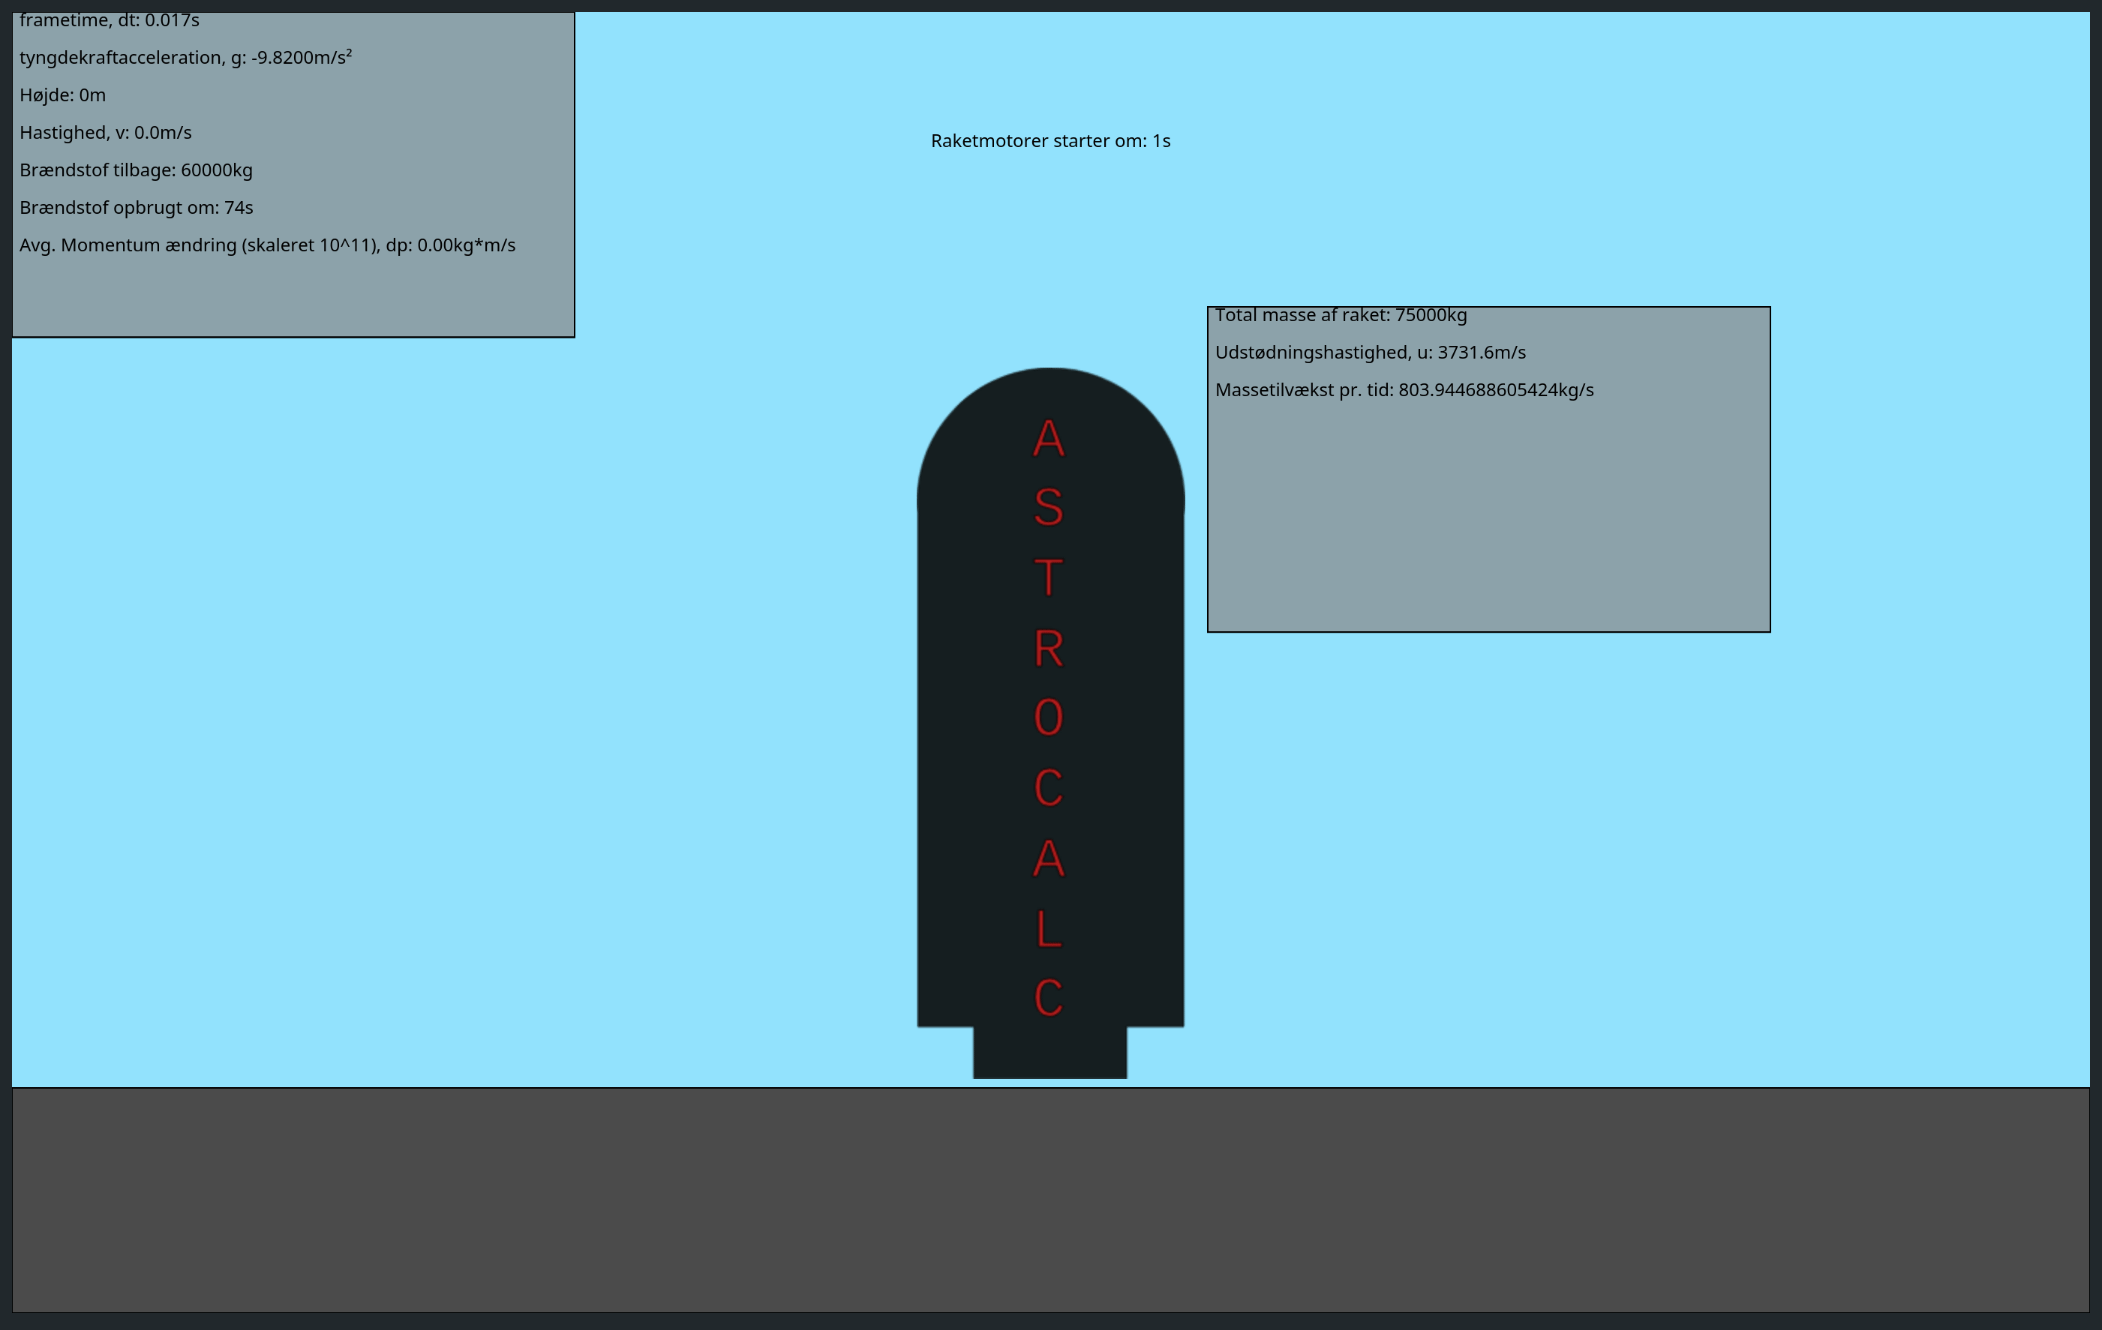 frametime, dt: 0.017s
tyngdekraftacceleration, g: -9.8200m/s²
Højde: 0m
Hastighed, v: 0.0m/s
Brændstof tilbage: 60000kg
Brændstof opbrugt om: 74s
Avg. Momentum ændring (skaleret 10^11), dp: 0.00kg*m/s
Raketmotorer starter om: 1s
Total masse af raket: 75000kg
Udstødningshastighed, u: 3731.6m/s
Massetilvækst pr. tid: 803.944688605424kg/s
A
S
T
R
O
C
A
L
C